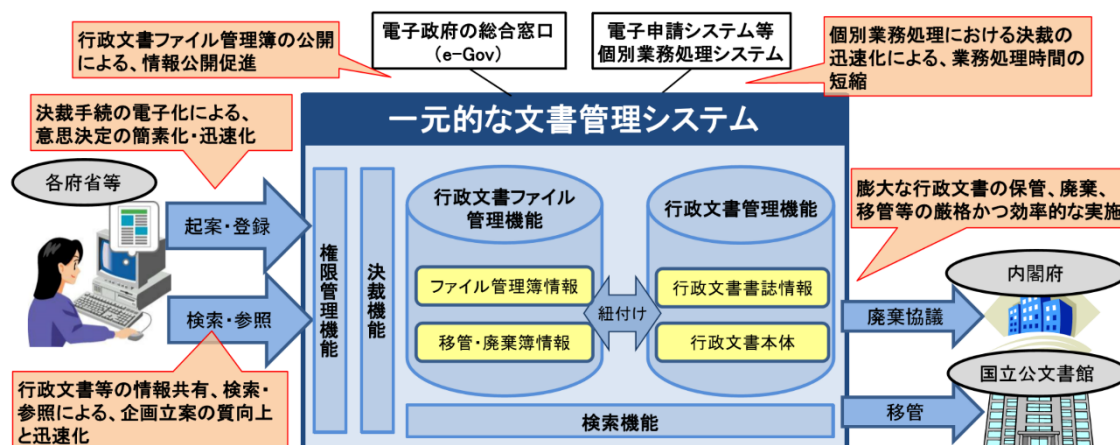 行政文書ファイル管理簿の公開
による、情報公開促進
電子政府の総合窓口
(e-Gov)
電子申請システム等
個別業務処理システム
個別業務処理における決裁の
迅速化による、業務処理時間の
短縮
決裁手続の電子化による、
意思決定の簡素化・迅速化
一元的な文書管理システム
各府省等
起案・登録
検索・参照
権限管理機能
決裁機能
行政文書ファイル
管理機能
ファイル管理簿情報
移管・廃棄簿情報
紐付け
行政文書管理機能
行政文書書誌情報
行政文書本体
検索機能
膨大な行政文書の保管、廃棄、
移管等の厳格かつ効率的な実施
内閣府
廃棄協議
国立公文書館
移管
行政文書等の情報共有、検索・
参照による、企画立案の質向上
と迅速化